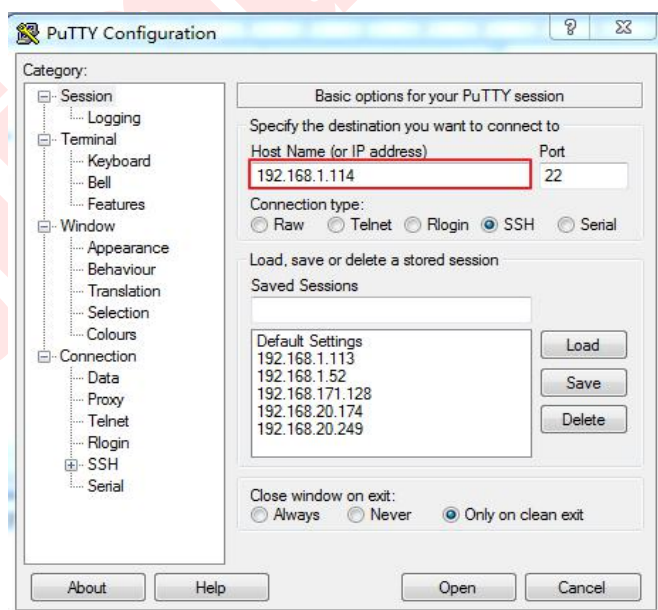 PuTTY Configuration
Category:
Session
Logging
Terminal
Keyboard
Bell
Features
Window
Appearance
Behaviour
Translation
Selection
Colours
Connection
Data
Proxy
Telnet
Rlogin
SSH
Serial
Basic options for your PuTTY session
Specify the destination you want to connect to
Host Name (or IP address) Port
192.168.1.114 22
Connection type:
Raw Telnet Rlogin SSH Serial
Load, save or delete a stored session
Saved Sessions
Default Settings
192.168.1.113
192.168.1.52
192.168.171.128
192.168.20.174
192.168.20.249
Load
Save
Delete
Close window on exit:
Always Never Only on clean exit
About Help Open Cancel